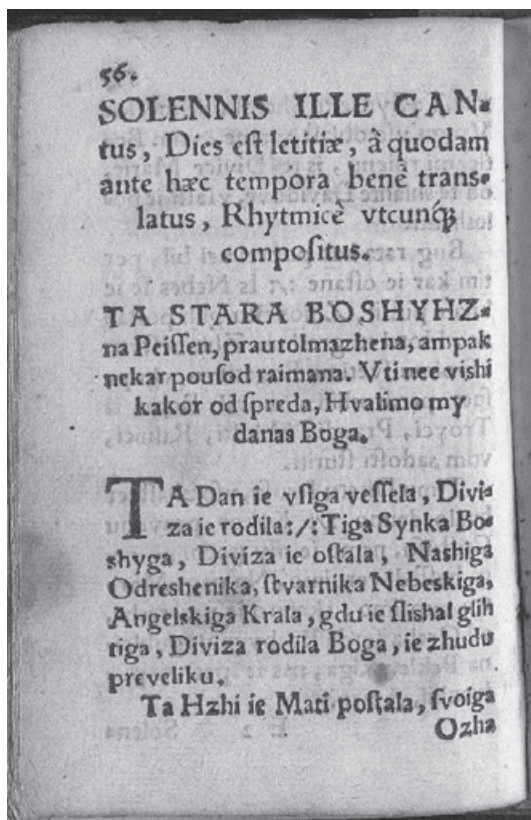 56.
SOLENNIS ILLE CAN-
tus, Dies eſt letitiæ, â quodam
ante hæc tempora benè tranſ-
latus, Rhytmicè vtcunq́;
compoſitus.
TA STARA BOSHYHZ-
na Peiſſen, prautolmazhena, ampak
nekar pouſod raimana. V ti nee vishi
kakor od ſpreda, Hvalimo my
danas Boga.
TA Dan ie vſiga veſſela, Divi-
za ie rodila:/: Tiga Synka Bo-
shyga, Diviza ie oſtala, Nashiga
Odreshenika, ſtvarnika Nebeskiga,
Angelskiga Krala, gdu ie ſlishal glih
tiga, Diviza rodila Boga, ie zhudu
preveliku.
Ta Hzhi ie Mati poſtala, ſvoiga
Ozha